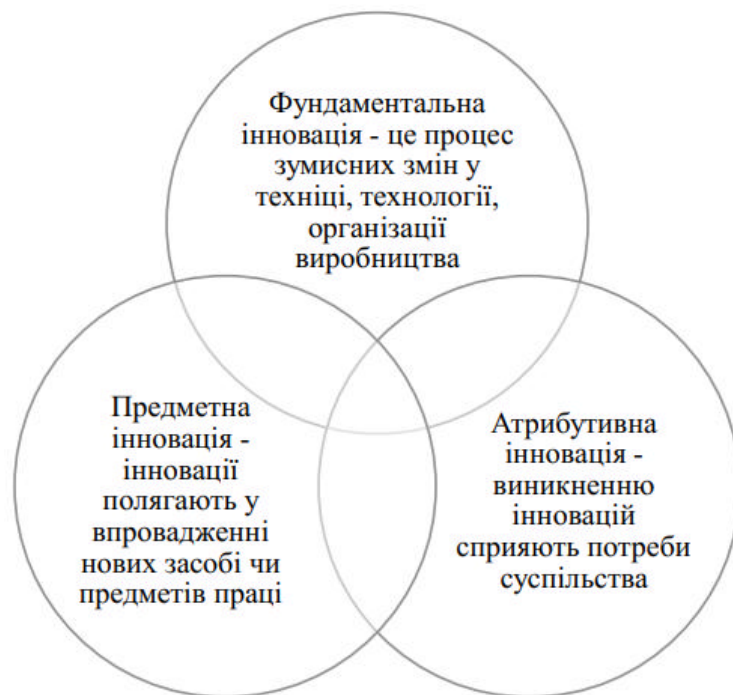 Фундаментальна
інновація - це процес
зумисних змін у
техніці, технології,
організації
виробництва
Предметна
інновація -
інновації
полягають у
впровадженні
нових засобі чи
предметів праці
Атрибутивна
інновація -
виникненню
інновацій
сприяють потреби
суспільства